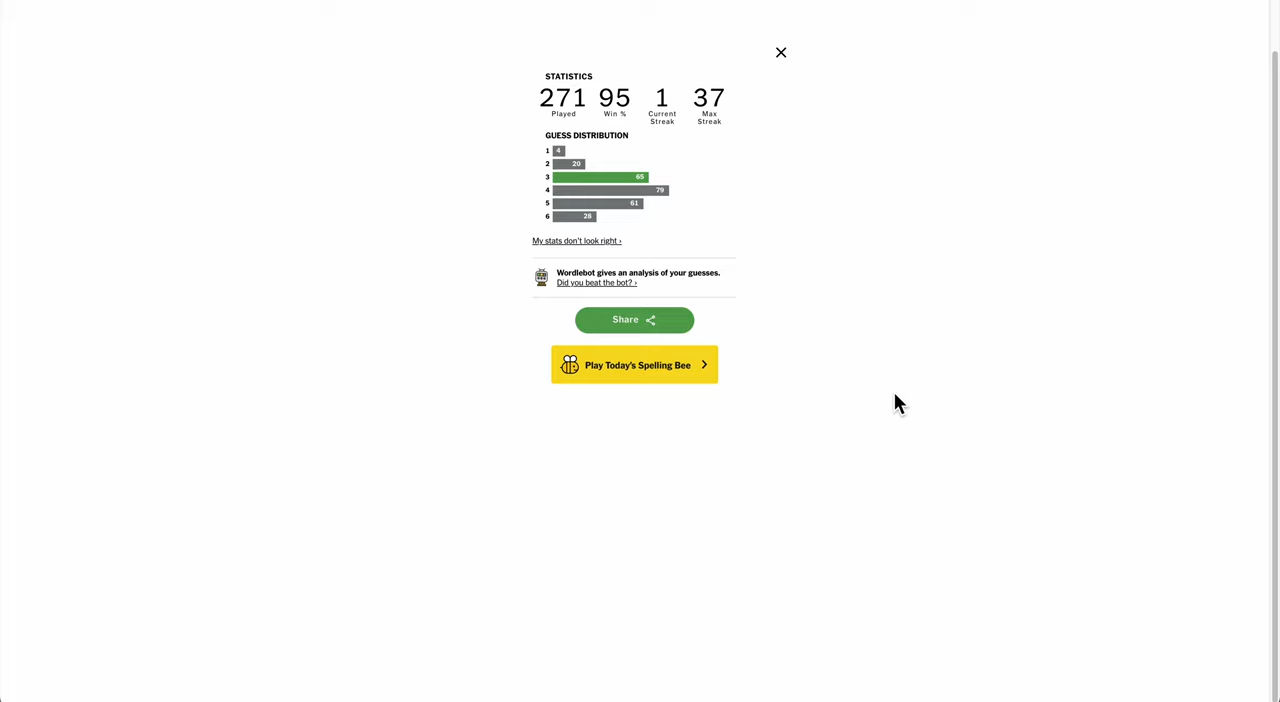 STATISTICS
271 95 1 37
Played Win % Current Streak Max Streak
GUESS DISTRIBUTION
1 4
2 20
3 65
4 79
5 61
6 28
My stats don't look right ›
Wordlebot gives an analysis of your guesses.
Did you beat the bot? ›
Share
Play Today's Spelling Bee